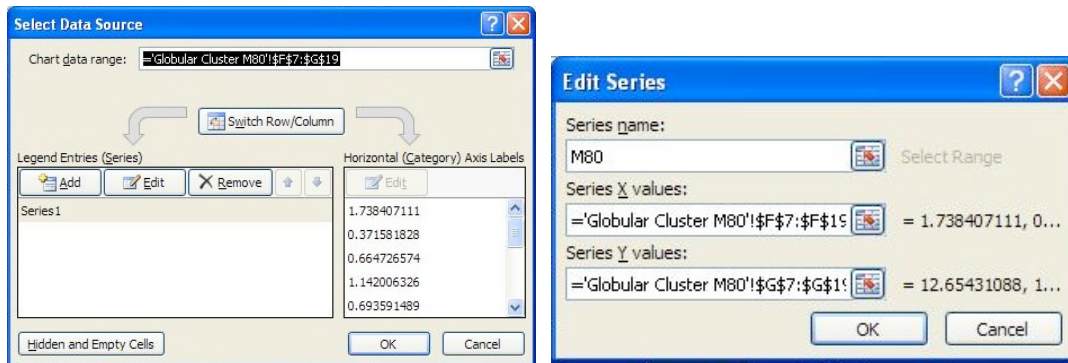 Select Data Source
Chart data range: ='Globular Cluster M80'!$F$7:$G$19
Switch Row/Column
Legend Entries (Series)
Add Edit Remove
Series1
Horizontal (Category) Axis Labels
Edit
1.738407111
0.371581828
0.664726574
1.142006326
0.693591489
Hidden and Empty Cells
OK Cancel
Edit Series
Series name:
M80 Select Range
Series X values:
='Globular Cluster M80'!$F$7:$F$19 = 1.738407111, 0...
Series Y values:
='Globular Cluster M80'!$G$7:$G$19 = 12.65431088, 1...
OK Cancel